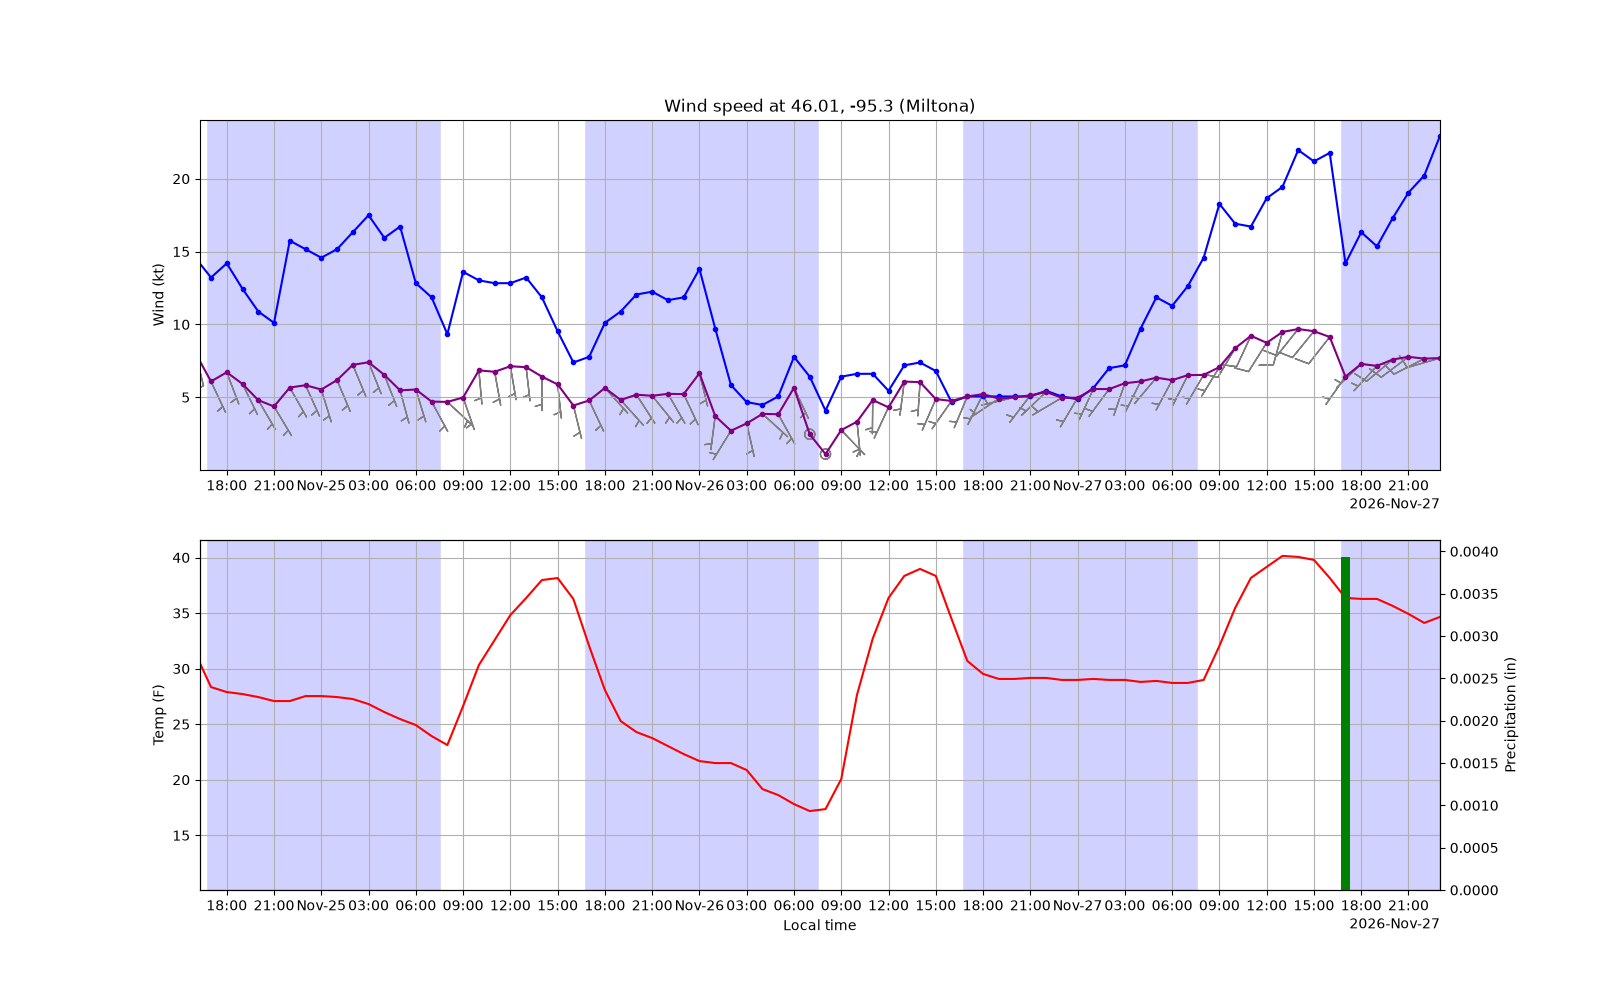 Wind speed at 46.01, -95.3 (Miltona)
Wind (kt)
20
15
10
5
18:00 21:00 Nov-25 03:00 06:00 09:00 12:00 15:00 18:00 21:00 Nov-26 03:00 06:00 09:00 12:00 15:00 18:00 21:00 Nov-27 03:00 06:00 09:00 12:00 15:00 18:00 21:00
2026-Nov-27
Temp (F)
40
35
30
25
20
15
0.0040
0.0035
0.0030
0.0025
0.0020
0.0015
0.0010
0.0005
0.0000
Precipitation (in)
18:00 21:00 Nov-25 03:00 06:00 09:00 12:00 15:00 18:00 21:00 Nov-26 03:00 06:00 09:00 12:00 15:00 18:00 21:00 Nov-27 03:00 06:00 09:00 12:00 15:00 18:00 21:00
Local time
2026-Nov-27